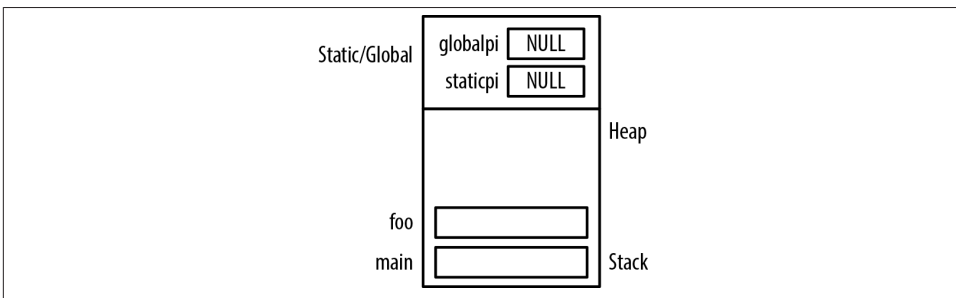 Static/Global
globalpi NULL
staticpi NULL
Heap
foo
main
Stack